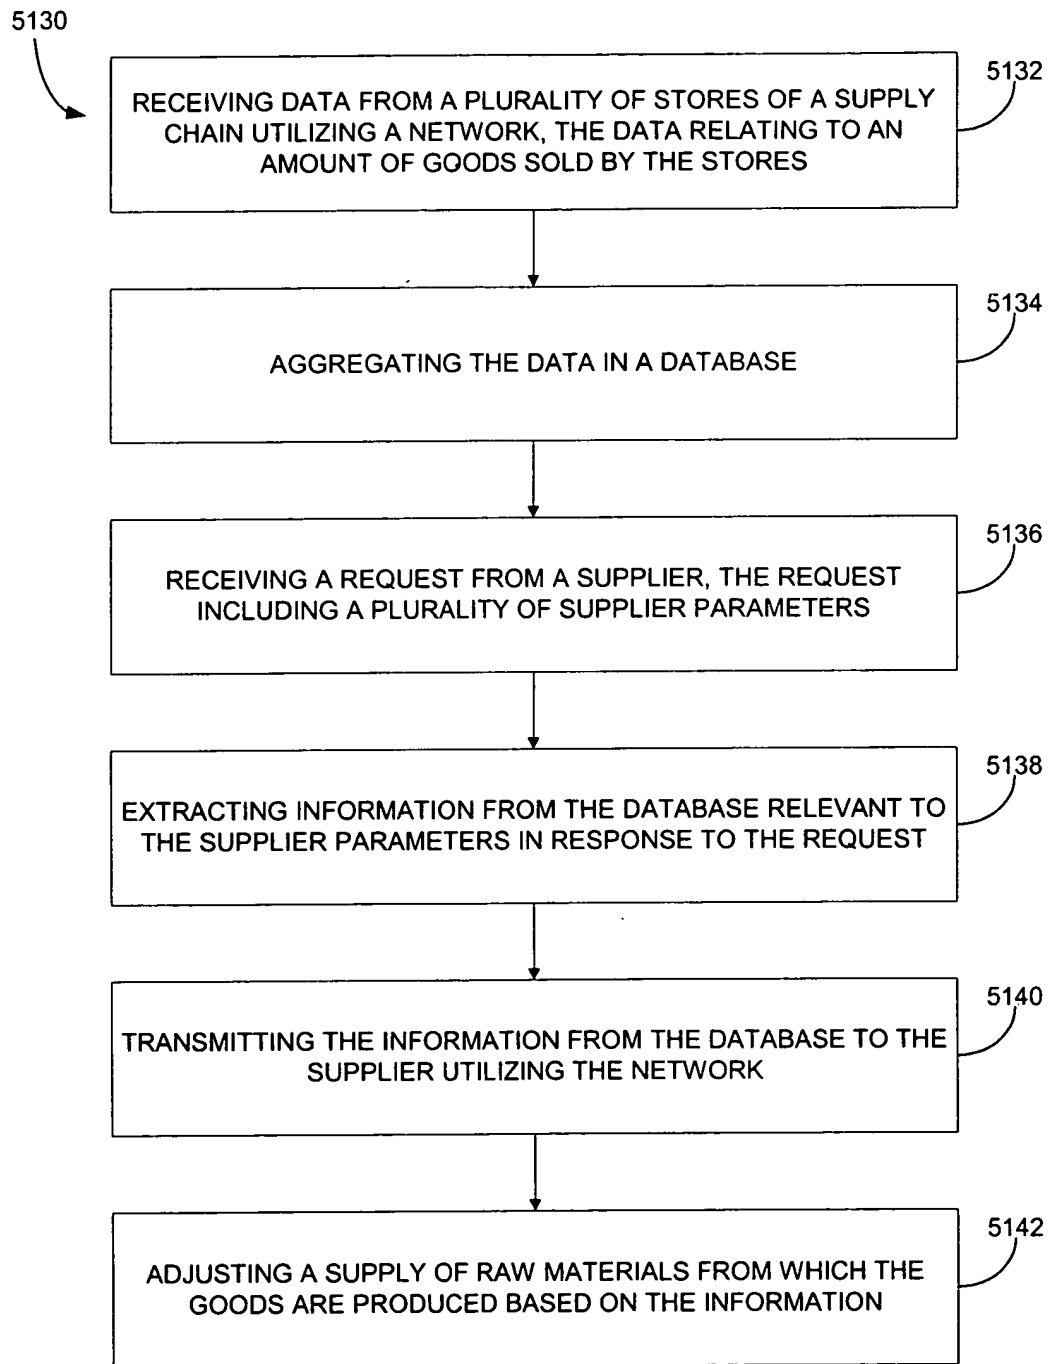 5130
5132
RECEIVING DATA FROM A PLURALITY OF STORES OF A SUPPLY
CHAIN UTILIZING A NETWORK, THE DATA RELATING TO AN
AMOUNT OF GOODS SOLD BY THE STORES
5134
AGGREGATING THE DATA IN A DATABASE
5136
RECEIVING A REQUEST FROM A SUPPLIER, THE REQUEST
INCLUDING A PLURALITY OF SUPPLIER PARAMETERS
5138
EXTRACTING INFORMATION FROM THE DATABASE RELEVANT TO
THE SUPPLIER PARAMETERS IN RESPONSE TO THE REQUEST
5140
TRANSMITTING THE INFORMATION FROM THE DATABASE TO THE
SUPPLIER UTILIZING THE NETWORK
5142
ADJUSTING A SUPPLY OF RAW MATERIALS FROM WHICH THE
GOODS ARE PRODUCED BASED ON THE INFORMATION